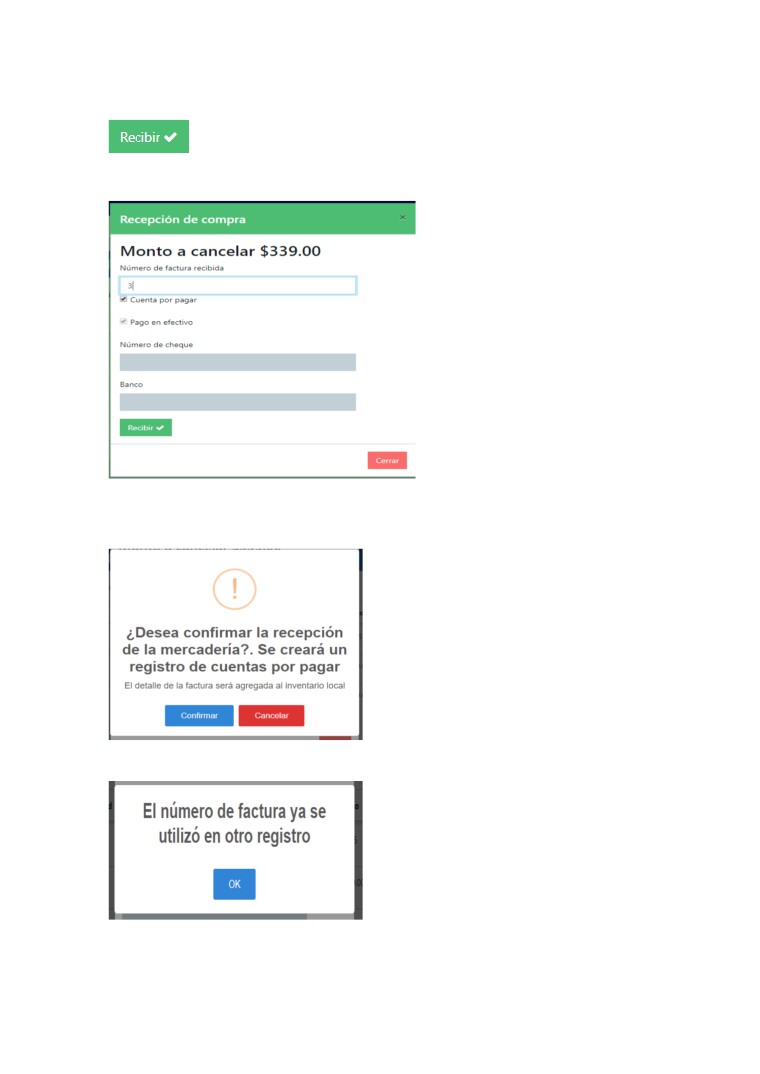 Recibir
Recepción de compra
Monto a cancelar $339.00
Número de factura recibida
3
Cuenta por pagar
Pago en efectivo
Número de cheque
Banco
Recibir
Cerrar
¿Desea confirmar la recepción
de la mercadería?. Se creará un
registro de cuentas por pagar
El detalle de la factura será agregada al inventario local
Confirmar Cancelar
El número de factura ya se
utilizó en otro registro
OK